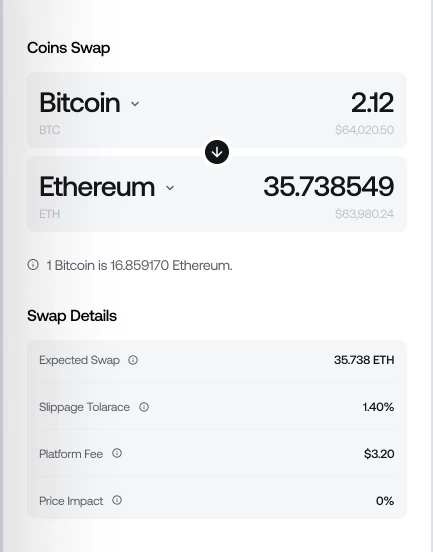 Coins Swap
Bitcoin 2.12
BTC $64,020.50
Ethereum 35.738549
ETH $63,980.24
1 Bitcoin is 16.859170 Ethereum.
Swap Details
Expected Swap 35.738 ETH
Slippage Tolarace 1.40%
Platform Fee $3.20
Price Impact 0%